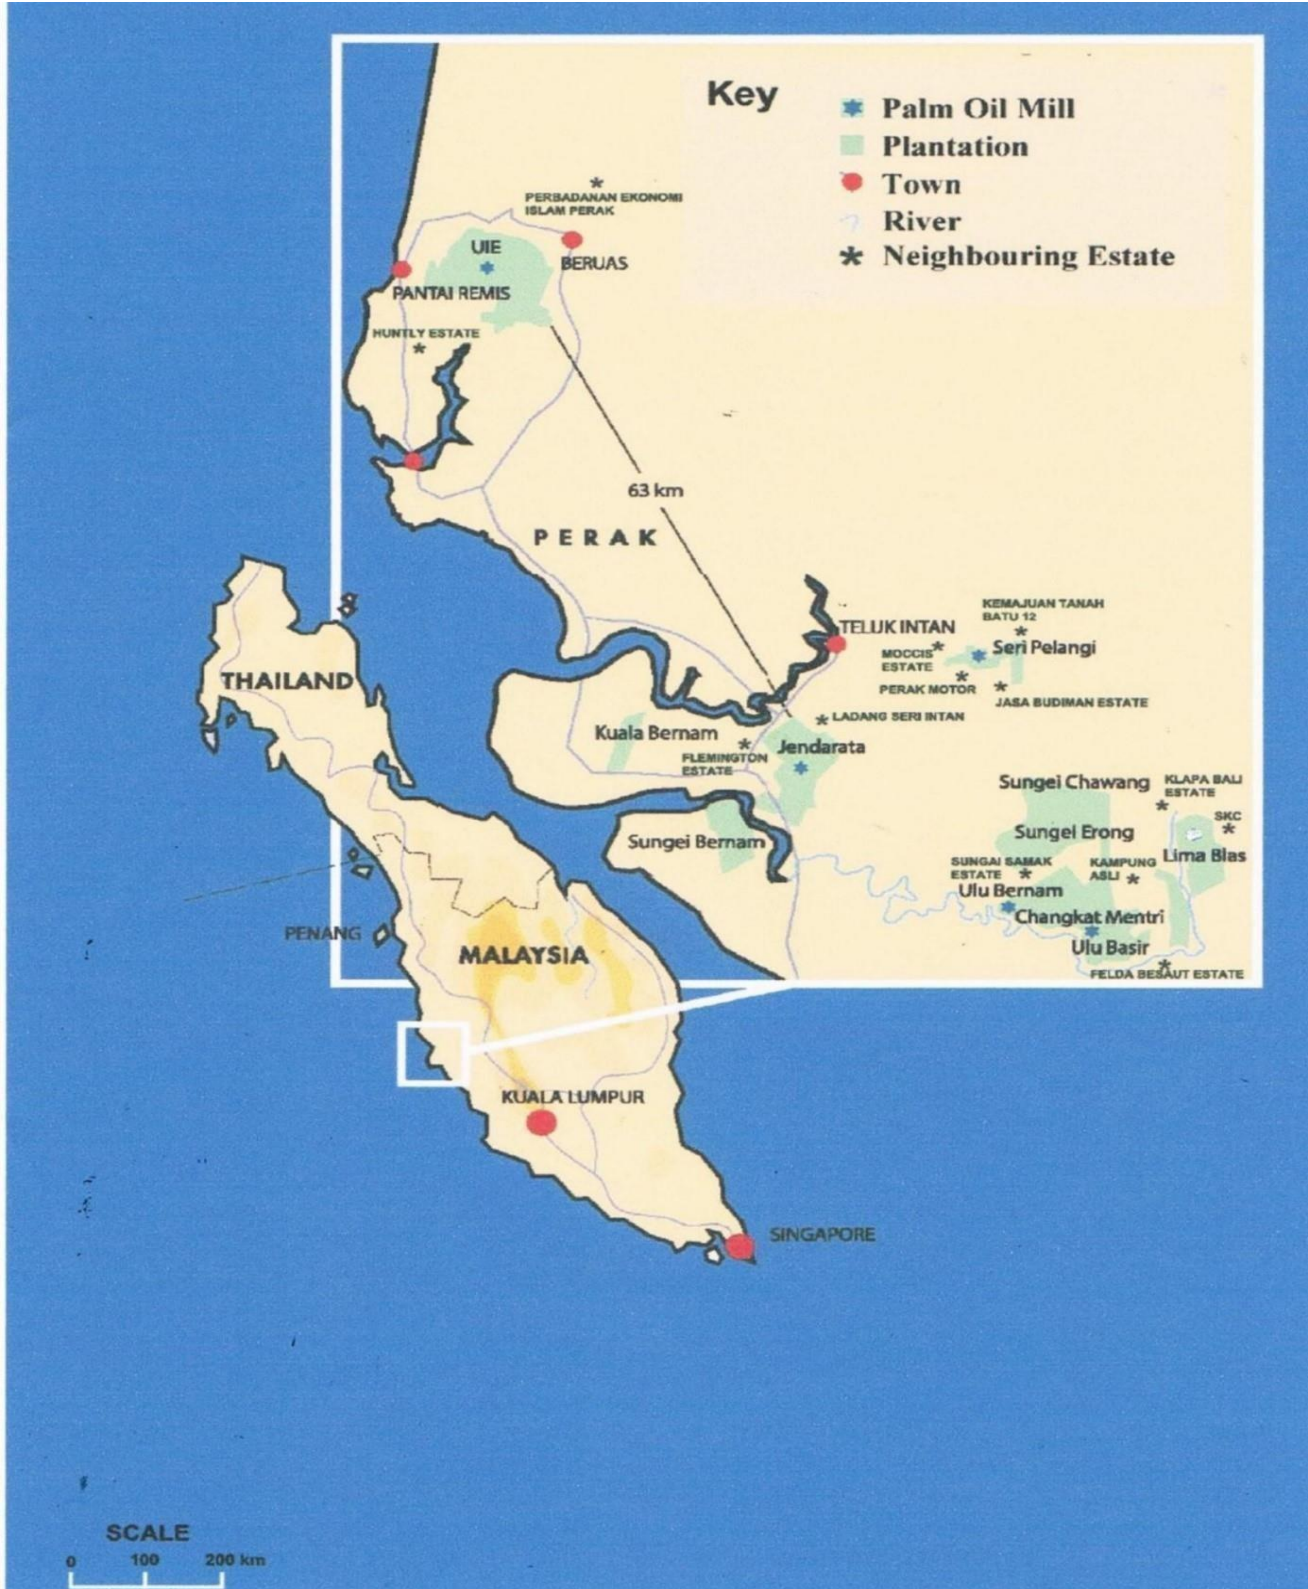 Key
Palm Oil Mill
Plantation
Town
River
Neighbouring Estate
PERBADANAN EKONOMI
ISLAM PERAK
UIE
BERUAS
PANTAI REMIS
HUNTLY ESTATE
63 km
PERAK
TELUK INTAN
KEMAJUAN TANAH
BATU 12
MOCCIS
ESTATE
Seri Pelangi
PERAK MOTOR
JASA BUDIMAN ESTATE
LADANG SERI INTAN
Kuala Bernam
FLEMINGTON
ESTATE
Jendarata
Sungei Chawang
KLAPA BALI
ESTATE
SKC
Sungei Erong
Sungei Bernam
Lima Blas
SUNGAI SAMAK
ESTATE
KAMPUNG
ASLI
Ulu Bernam
Changkat Mentri
Ulu Basir
FELDA BESAUT ESTATE
THAILAND
PENANG
MALAYSIA
KUALA LUMPUR
SINGAPORE
SCALE
0 100 200 km